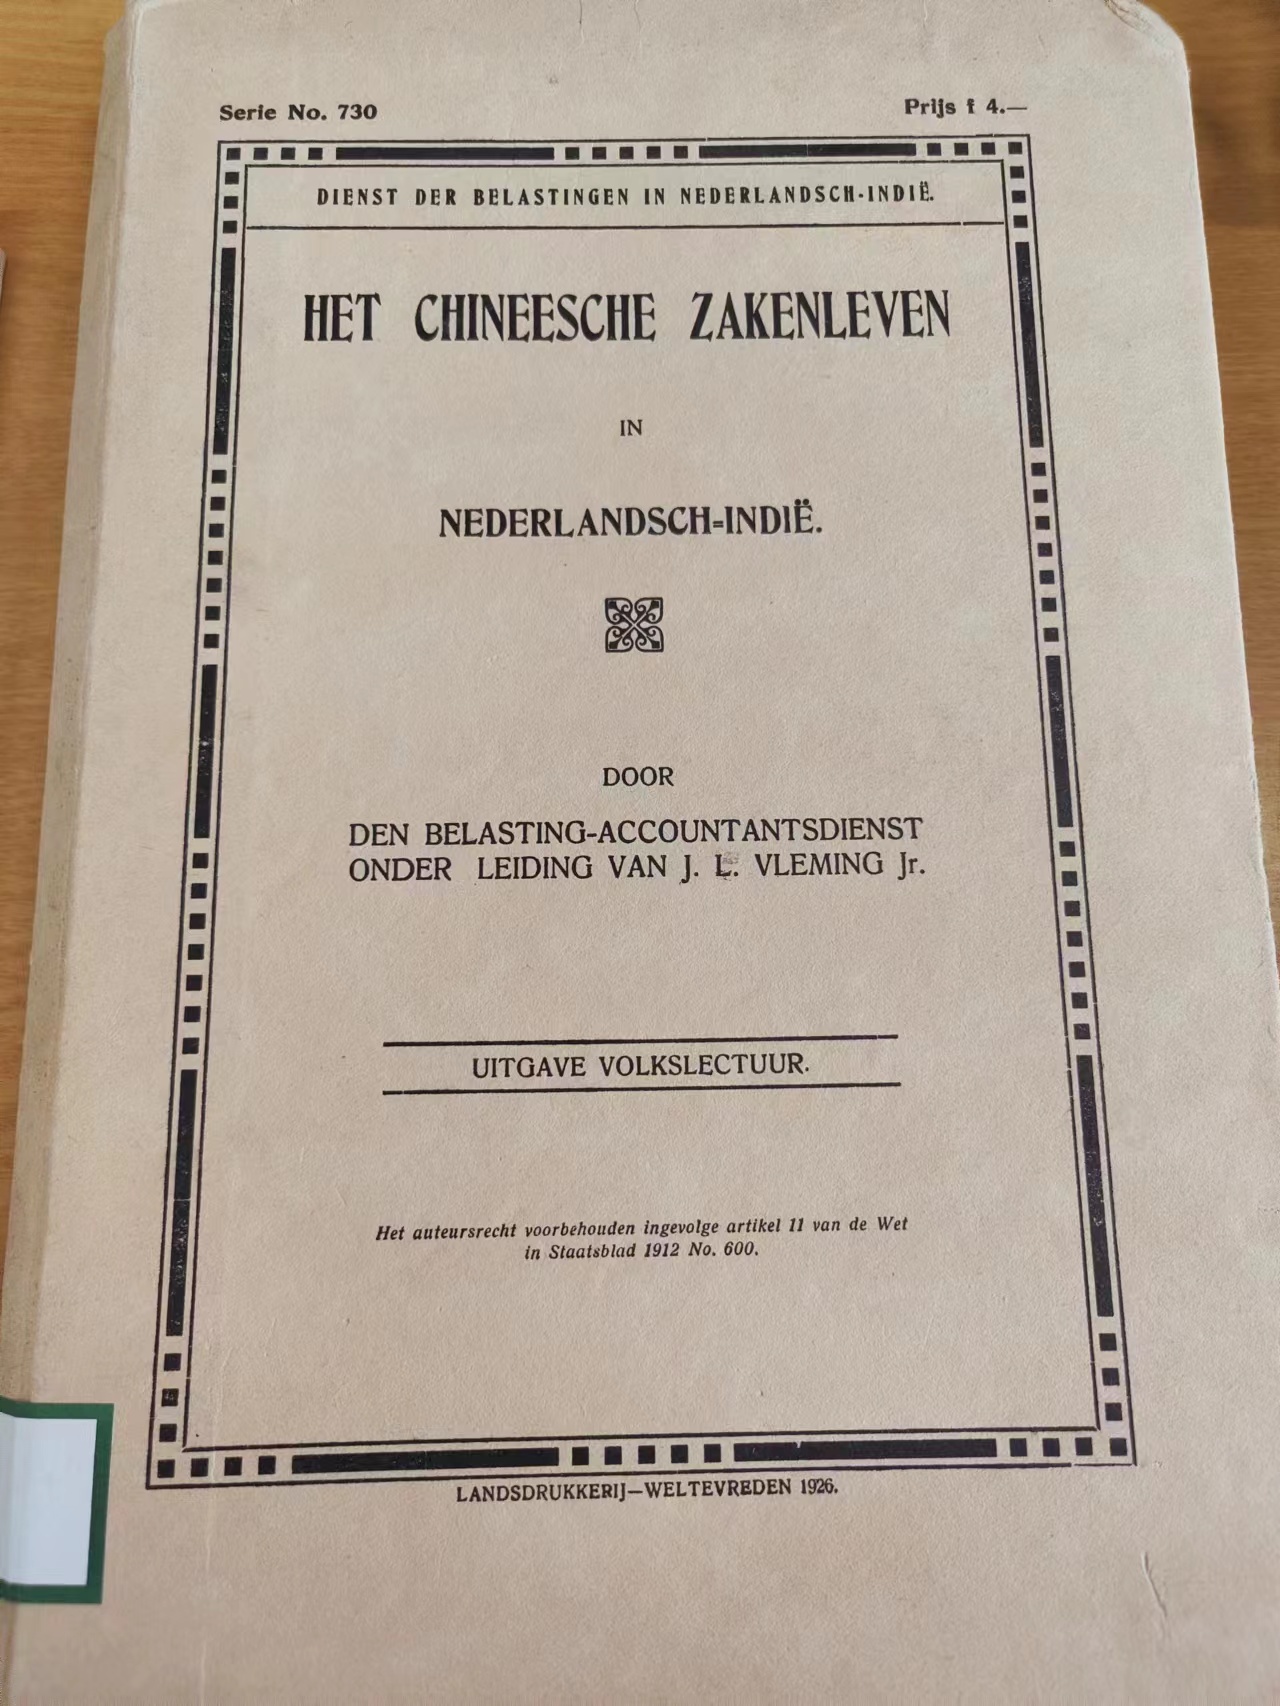 Serie No. 730
Prijs f 4.—
DIENST DER BELASTINGEN IN NEDERLANDSCH-INDIË.
HET CHINEESCHE ZAKENLEVEN
IN
NEDERLANDSCH=INDIË.
DOOR
DEN BELASTING-ACCOUNTANTSDIENST
ONDER LEIDING VAN J. L. VLEMING Jr.
UITGAVE VOLKSLECTUUR.
Het auteursrecht voorbehouden ingevolge artikel 11 van de Wet
in Staatsblad 1912 No. 600.
LANDSDRUKKERIJ—WELTEVREDEN 1926.